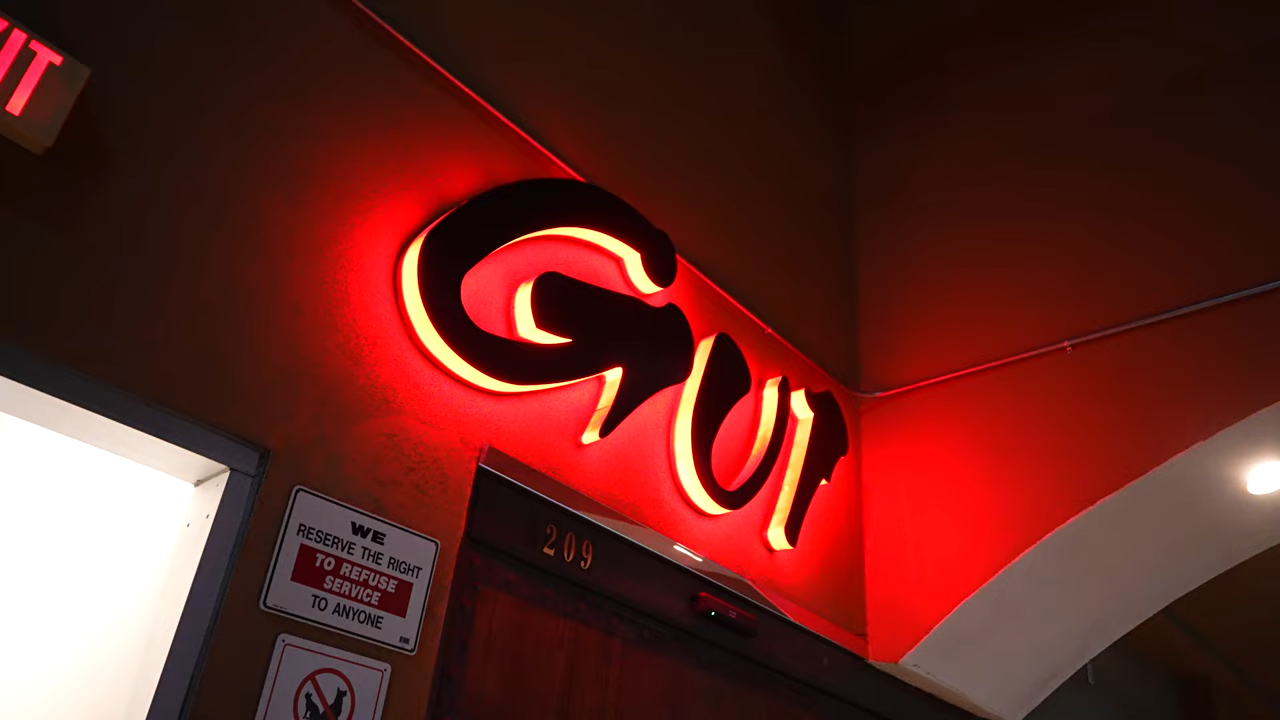 IT
GUI
209
WE
RESERVE THE RIGHT
TO REFUSE
SERVICE
TO ANYONE